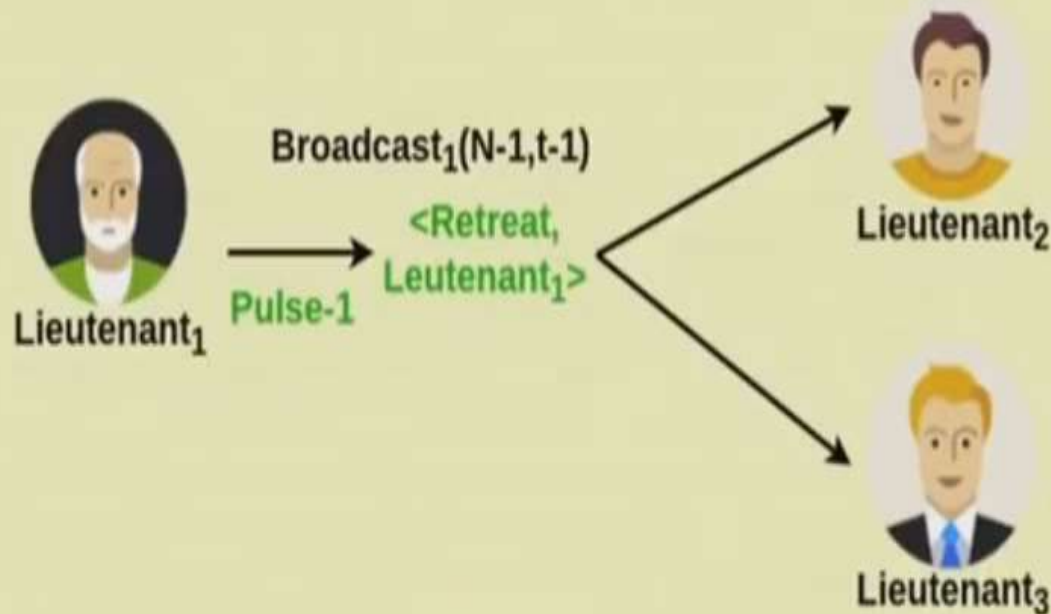 Broadcast₁(N-1,t-1)
<Retreat,
Leutenant₁>
Pulse-1
Lieutenant₁
Lieutenant₂
Lieutenant₃